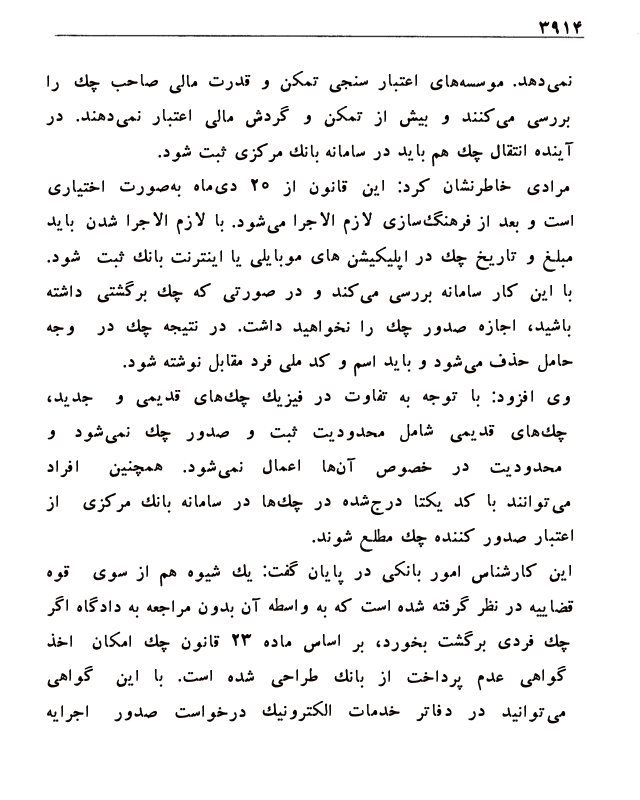 ۳۹۱۴
نمی‌دهد. موسسه‌های اعتبار سنجی تمکن و قدرت مالی صاحب چك را
بررسی می‌کنند و بیش از تمکن و گردش مالی اعتبار نمی‌دهند. در
آینده انتقال چك هم باید در سامانه بانك مرکزی ثبت شود.
مرادی خاطرنشان کرد: این قانون از ۲۰ دی‌ماه به‌صورت اختیاری
است و بعد از فرهنگ‌سازی لازم الاجرا می‌شود. با لازم الاجرا شدن باید
مبلغ و تاریخ چك در اپلیکیشن های موبایلی یا اینترنت بانك ثبت شود.
با این کار سامانه بررسی می‌کند و در صورتی که چك برگشتی داشته
باشید، اجازه صدور چك را نخواهید داشت. در نتیجه چك در وجه
حامل حذف می‌شود و باید اسم و کد ملی فرد مقابل نوشته شود.
وی افزود: با توجه به تفاوت در فیزیك چك‌های قدیمی و جدید،
چك‌های قدیمی شامل محدودیت ثبت و صدور چك نمی‌شود و
محدودیت در خصوص آن‌ها اعمال نمی‌شود. همچنین افراد
می‌توانند با کد یکتا درج‌شده در چك‌ها در سامانه بانك مرکزی از
اعتبار صدور کننده چك مطلع شوند.
این کارشناس امور بانکی در پایان گفت: یك شیوه هم از سوی قوه
قضاییه در نظر گرفته شده است که به واسطه آن بدون مراجعه به دادگاه اگر
چك فردی برگشت بخورد، بر اساس ماده ۲۳ قانون چك امکان اخذ
گواهی عدم پرداخت از بانك طراحی شده است. با این گواهی
می‌توانید در دفاتر خدمات الکترونیك درخواست صدور اجرایه